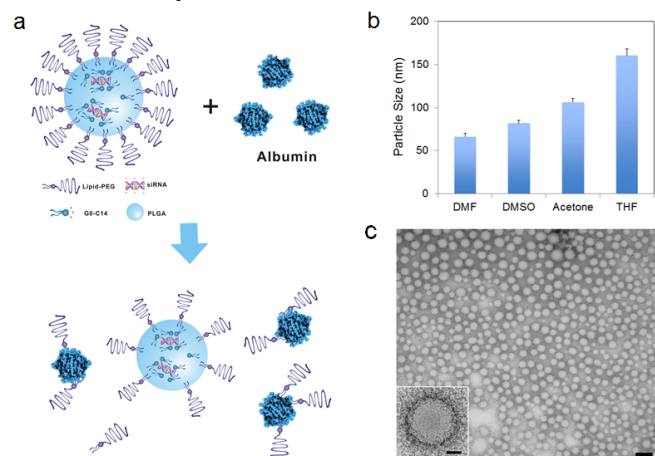 a
Albumin
Lipid-PEG
siRNA
G0-C14
PLGA
b
Particle Size (nm)
200
150
100
50
0
DMF DMSO Acetone THF
c